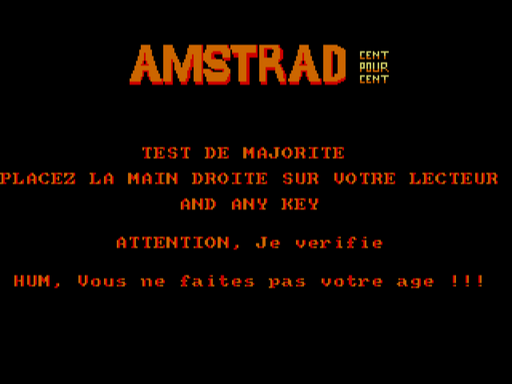 AMSTRAD
CENT
POUR
CENT
TEST DE MAJORITE
PLACEZ LA MAIN DROITE SUR VOTRE LECTEUR
AND ANY KEY
ATTENTION, Je verifie
HUM, Vous ne faites pas votre age !!!